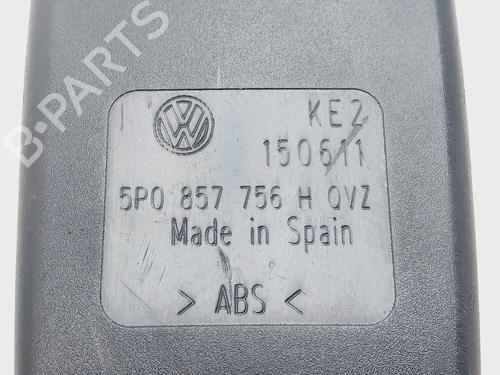 B-PARTS
KE2
150611
5P0 857 756 H QVZ
Made in Spain
> ABS <